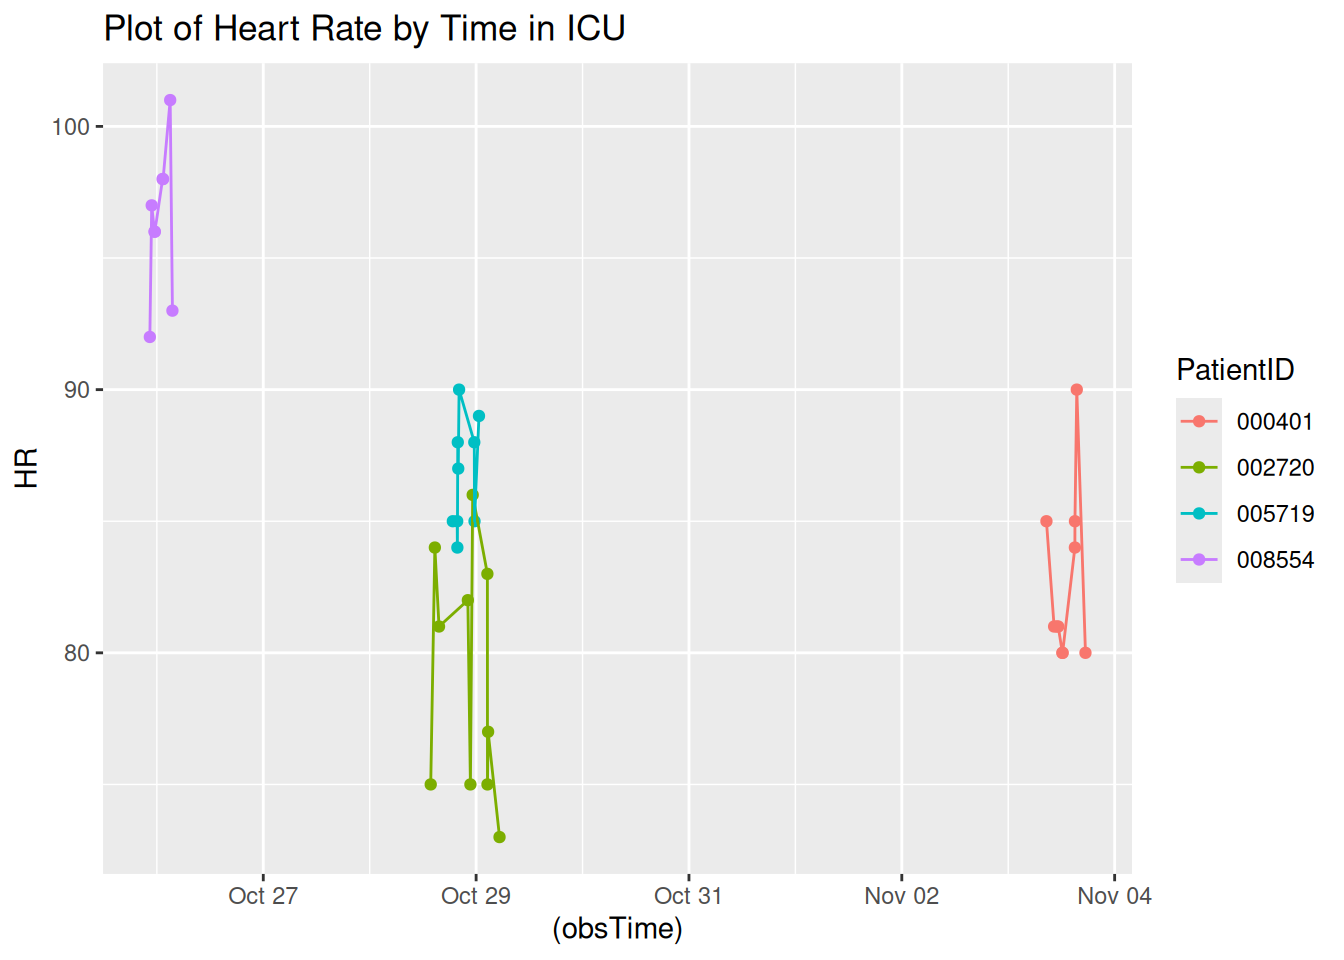 Plot of Heart Rate by Time in ICU
100
90
80
HR
Oct 27
Oct 29
Oct 31
Nov 02
Nov 04
(obsTime)
PatientID
000401
002720
005719
008554